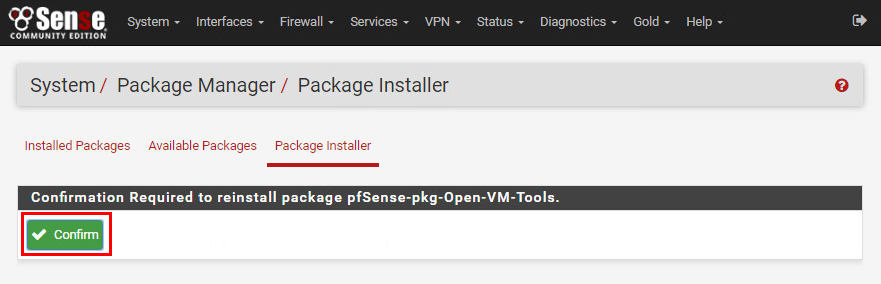 Sense
COMMUNITY EDITION
System Interfaces Firewall Services VPN Status Diagnostics Gold Help
System / Package Manager / Package Installer
Installed Packages Available Packages Package Installer
Confirmation Required to reinstall package pfSense-pkg-Open-VM-Tools.
Confirm